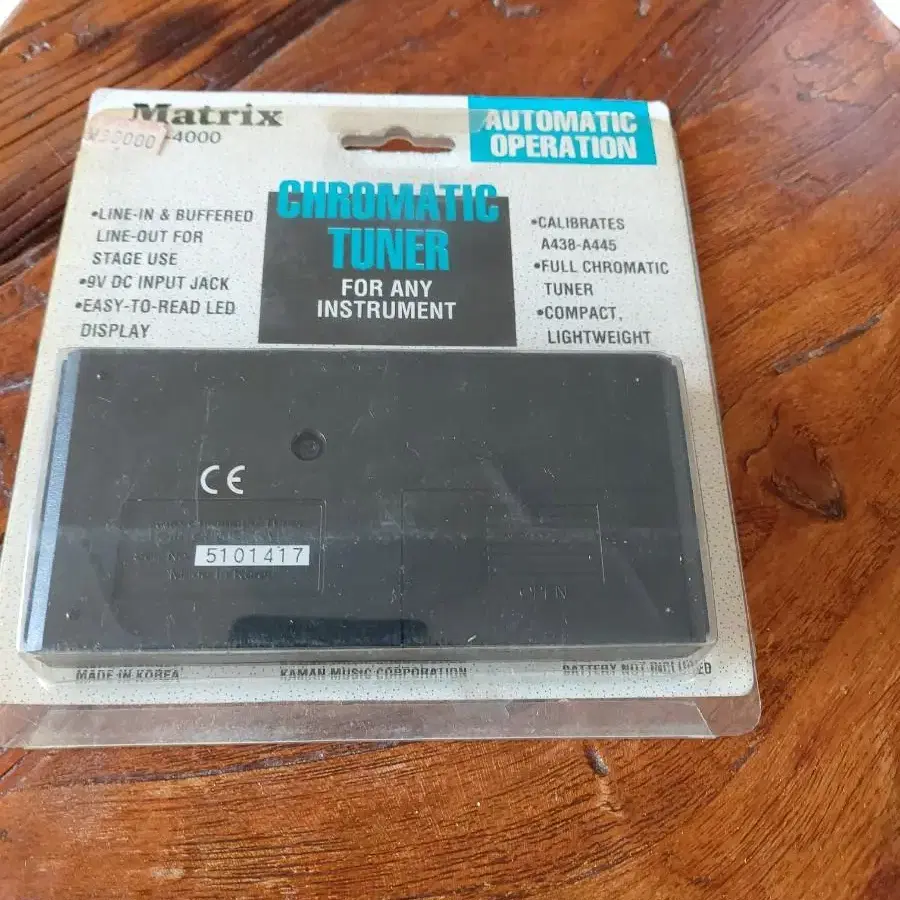 Matrix
4000
AUTOMATIC
OPERATION
CHROMATIC
TUNER
FOR ANY
INSTRUMENT
•LINE-IN & BUFFERED
LINE-OUT FOR
STAGE USE
•9V DC INPUT JACK
•EASY-TO-READ LED
DISPLAY
•CALIBRATES
A438-A445
•FULL CHROMATIC
TUNER
•COMPACT,
LIGHTWEIGHT
CE
5101417
OPEN
MADE IN KOREA
KAMAN MUSIC CORPORATION
BATTERY NOT INCLUDED